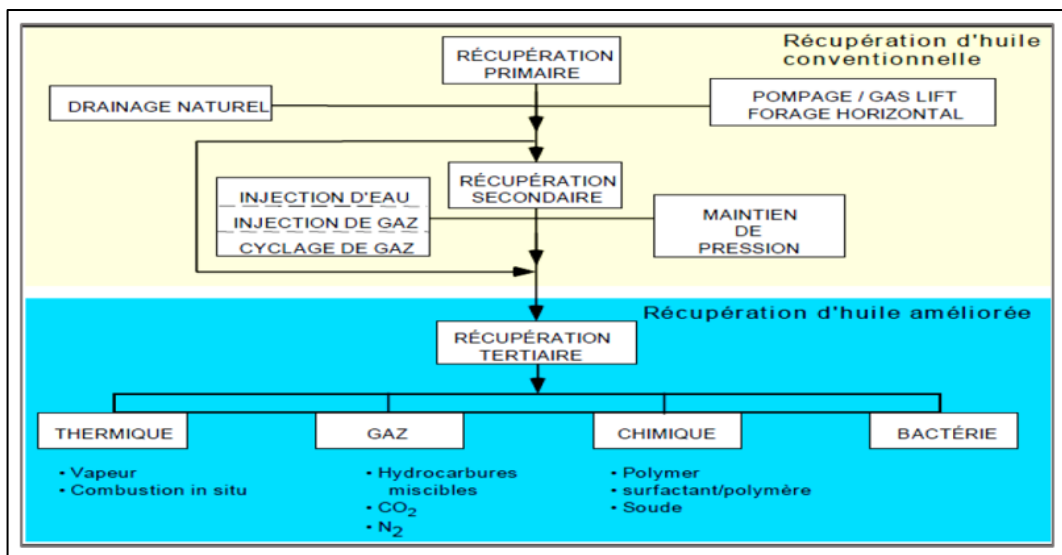 Récupération d'huile
conventionnelle
RÉCUPÉRATION
PRIMAIRE
DRAINAGE NATUREL
POMPAGE / GAS LIFT
FORAGE HORIZONTAL
RÉCUPÉRATION
SECONDAIRE
INJECTION D'EAU
INJECTION DE GAZ
CYCLAGE DE GAZ
MAINTIEN
DE
PRESSION
Récupération d'huile améliorée
RÉCUPÉRATION
TERTIAIRE
THERMIQUE
• Vapeur
• Combustion in situ
GAZ
• Hydrocarbures
miscibles
• CO2
• N2
CHIMIQUE
• Polymer
• surfactant/polymère
• Soude
BACTÉRIE